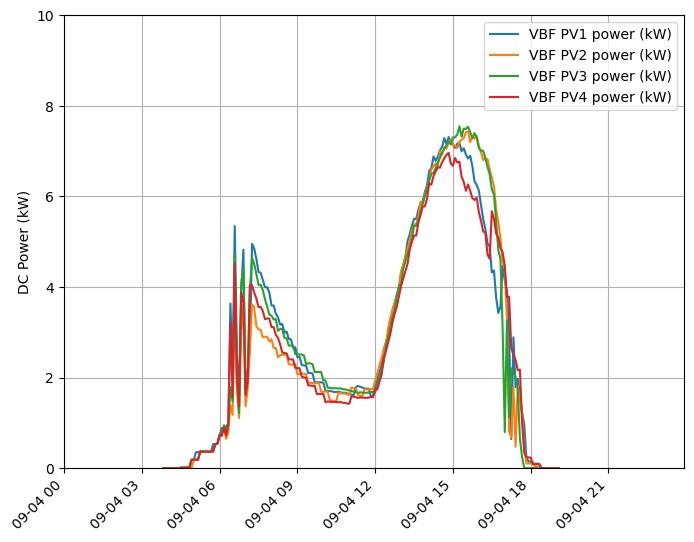 10
8
6
4
2
0
DC Power (kW)
VBF PV1 power (kW)
VBF PV2 power (kW)
VBF PV3 power (kW)
VBF PV4 power (kW)
09-04 00
09-04 03
09-04 06
09-04 09
09-04 12
09-04 15
09-04 18
09-04 21